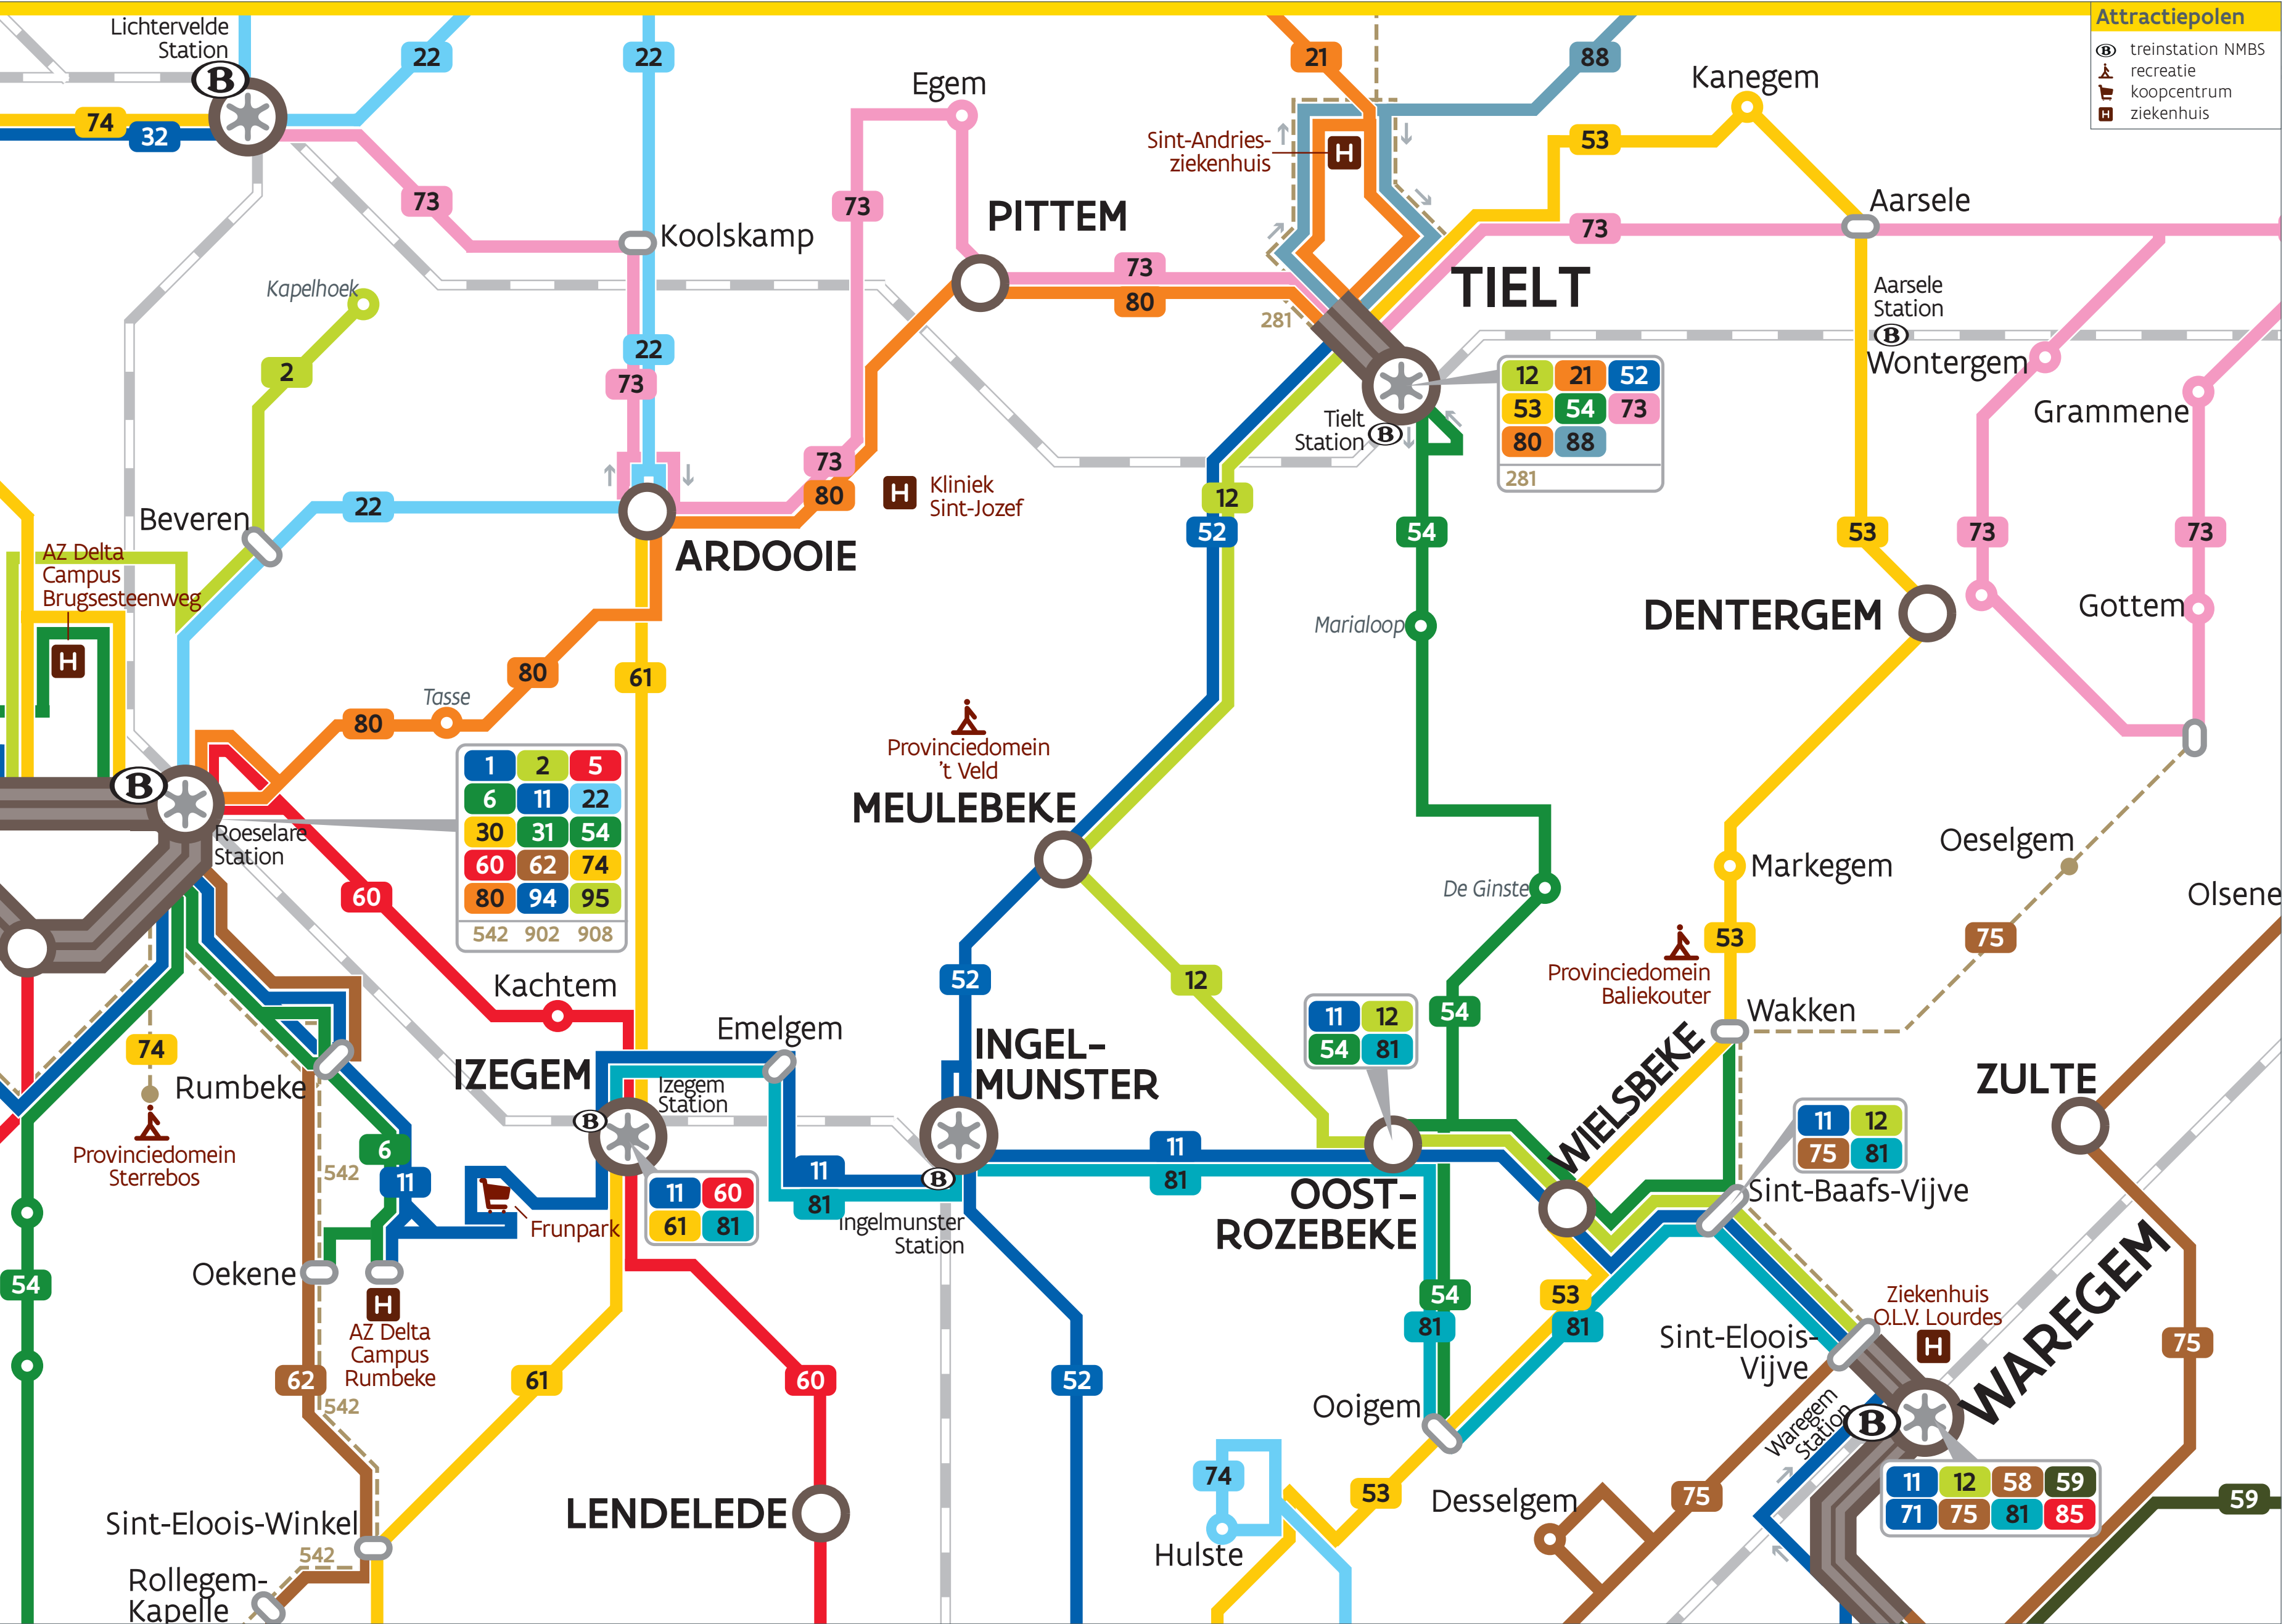 Attractiepolen
B treinstation NMBS
recreatie
koopcentrum
H ziekenhuis
Lichtervelde
Station
B
22
22
21
88
Kanegem
Egem
74
32
53
Sint-Andries-
ziekenhuis
H
73
73
PITTEM
Aarsele
73
Koolskamp
73
80
TIELT
Kapelhoek
281
Aarsele
Station
B
22
2
73
Wontergem
12 21 52
53 54 73
80 88
281
Grammene
Tielt
Station
B
73
80
H
Kliniek
Sint-Jozef
12
52
54
53
73
73
22
Beveren
ARDOOIE
AZ Delta
Campus
Brugsesteenweg
H
Marialoop
DENTERGEM
Gottem
61
80
Tasse
80
Provinciedomein
't Veld
MEULEBEKE
B
Roeselare
Station
1 2 5
6 11 22
30 31 54
60 62 74
80 94 95
542 902 908
60
De Ginste
Markegem
Oeselgem
Olsene
53
75
Provinciedomein
Baliekouter
Kachtem
52
12
54
Wakken
11 12
54 81
Emelgem
INGEL-
MUNSTER
IZEGEM
Izegem
Station
B
74
Rumbeke
WIELSBEKE
ZULTE
Provinciedomein
Sterrebos
542
6
11
11
81
11
81
B
Ingelmunster
Station
11 12
75 81
Sint-Baafs-Vijve
11 60
61 81
Frunpark
OOST-
ROZEBEKE
Oekene
H
AZ Delta
Campus
Rumbeke
54
54
81
53
81
Ziekenhuis
O.L.V. Lourdes
H
Sint-Eloois-
Vijve
WAREGEM
75
62
542
61
60
52
Ooigem
Waregem
Station
B
74
53
Desselgem
75
11 12 58 59
71 75 81 85
59
LENDELEDE
Hulste
Sint-Eloois-Winkel
542
Rollegem-
Kapelle